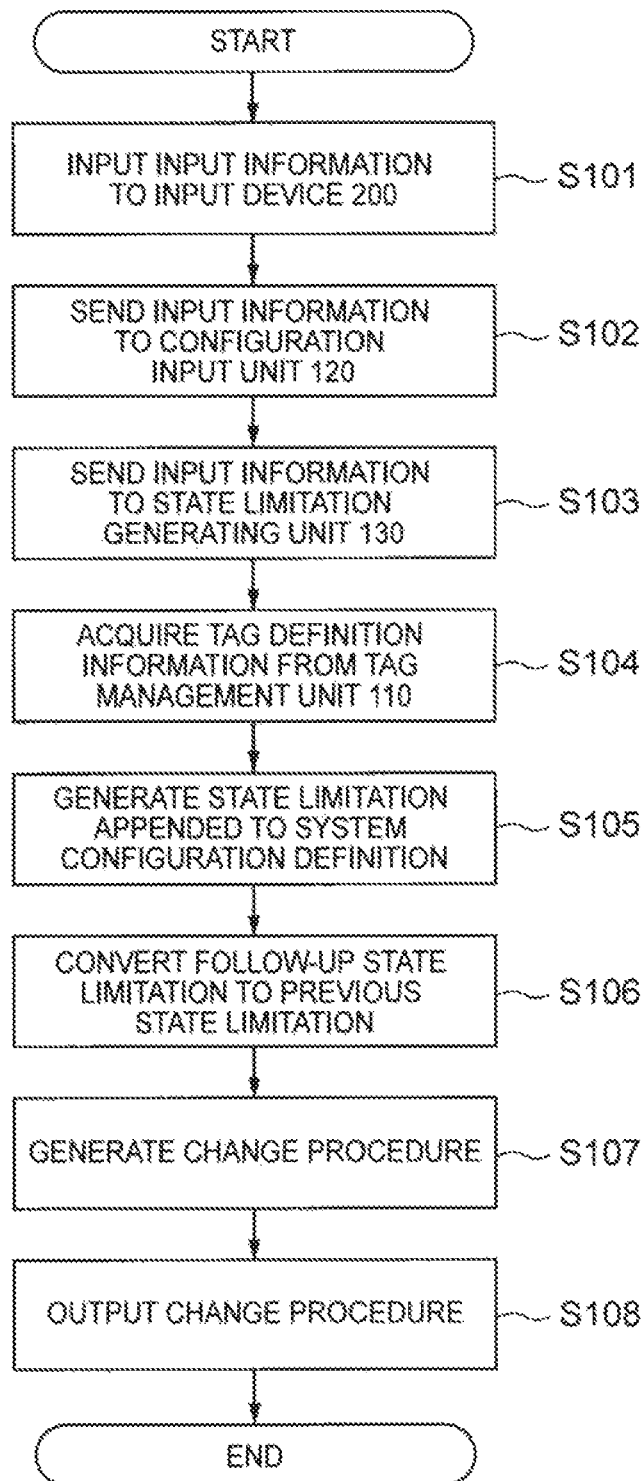 START
INPUT INPUT INFORMATION
TO INPUT DEVICE 200
S101
SEND INPUT INFORMATION
TO CONFIGURATION
INPUT UNIT 120
S102
SEND INPUT INFORMATION
TO STATE LIMITATION
GENERATING UNIT 130
S103
ACQUIRE TAG DEFINITION
INFORMATION FROM TAG
MANAGEMENT UNIT 110
S104
GENERATE STATE LIMITATION
APPENDED TO SYSTEM
CONFIGURATION DEFINITION
S105
CONVERT FOLLOW-UP STATE
LIMITATION TO PREVIOUS
STATE LIMITATION
S106
GENERATE CHANGE PROCEDURE
S107
OUTPUT CHANGE PROCEDURE
S108
END